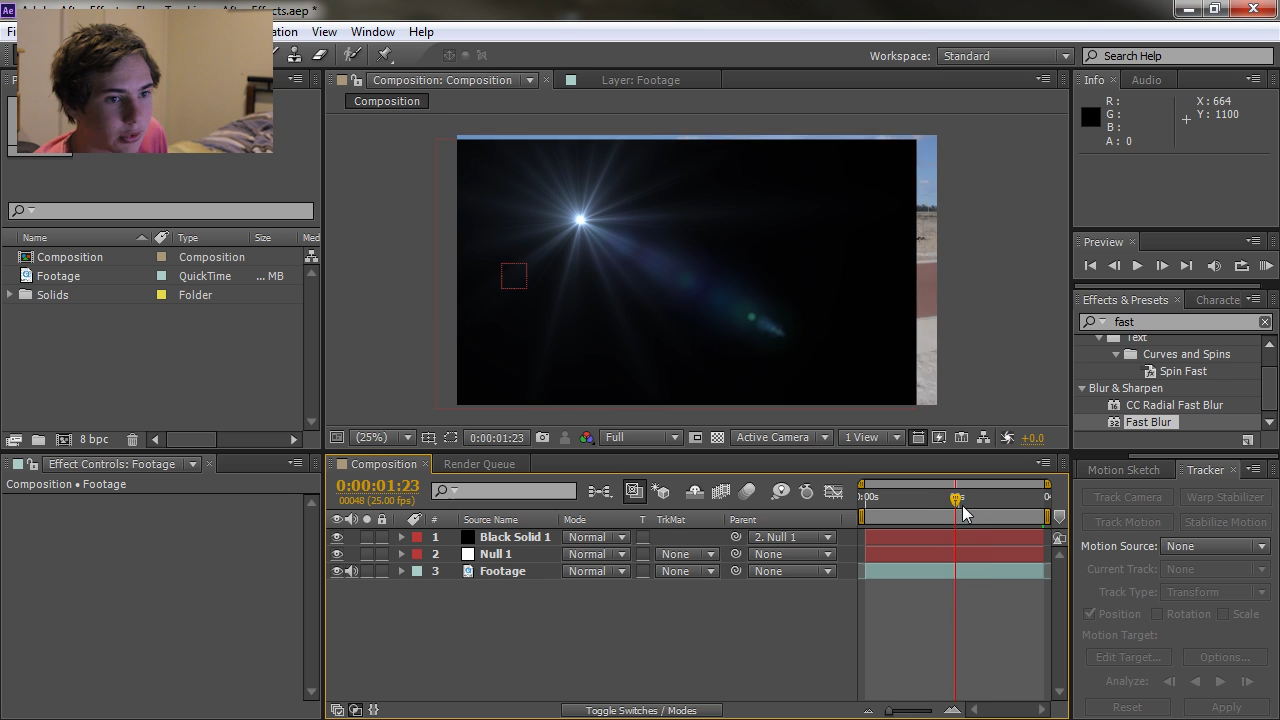 Ae
After Effects.aep *
View
Window
Help
Workspace:
Standard
Search Help
Composition: Composition
Layer: Footage
Composition
Info
Audio
R :
G :
B :
A : 0
X : 664
Y : 1100
Name
Type
Size
Med
Composition
Composition
Footage
QuickTime
... MB
Solids
Folder
Preview
Effects & Presets
Characte
fast
Text
Curves and Spins
Spin Fast
Blur & Sharpen
16
CC Radial Fast Blur
32
Fast Blur
8 bpc
(25%)
0:00:01:23
Full
Active Camera
1 View
+0.0
Effect Controls: Footage
Composition • Footage
Composition
Render Queue
0:00:01:23
00048 (25.00 fps)
):00s
04
#
Source Name
Mode
T
TrkMat
Parent
1
Black Solid 1
Normal
2. Null 1
2
Null 1
Normal
None
None
3
Footage
Normal
None
None
Toggle Switches / Modes
Motion Sketch
Tracker
Track Camera
Warp Stabilizer
Track Motion
Stabilize Motion
Motion Source:
None
Current Track:
None
Track Type:
Transform
Position
Rotation
Scale
Motion Target:
Edit Target...
Options...
Analyze:
Reset
Apply